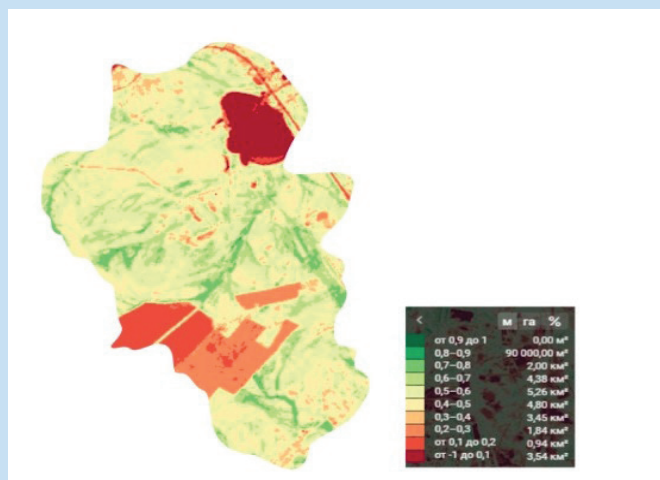 < м га %
от 0,9 до 1 0,00 м²
0,8–0,9 90 000,00 м²
0,7–0,8 2,00 км²
0,6–0,7 4,38 км²
0,5–0,6 5,26 км²
0,4–0,5 4,80 км²
0,3–0,4 3,45 км²
0,2–0,3 1,84 км²
от 0,1 до 0,2 0,94 км²
от -1 до 0,1 3,54 км²